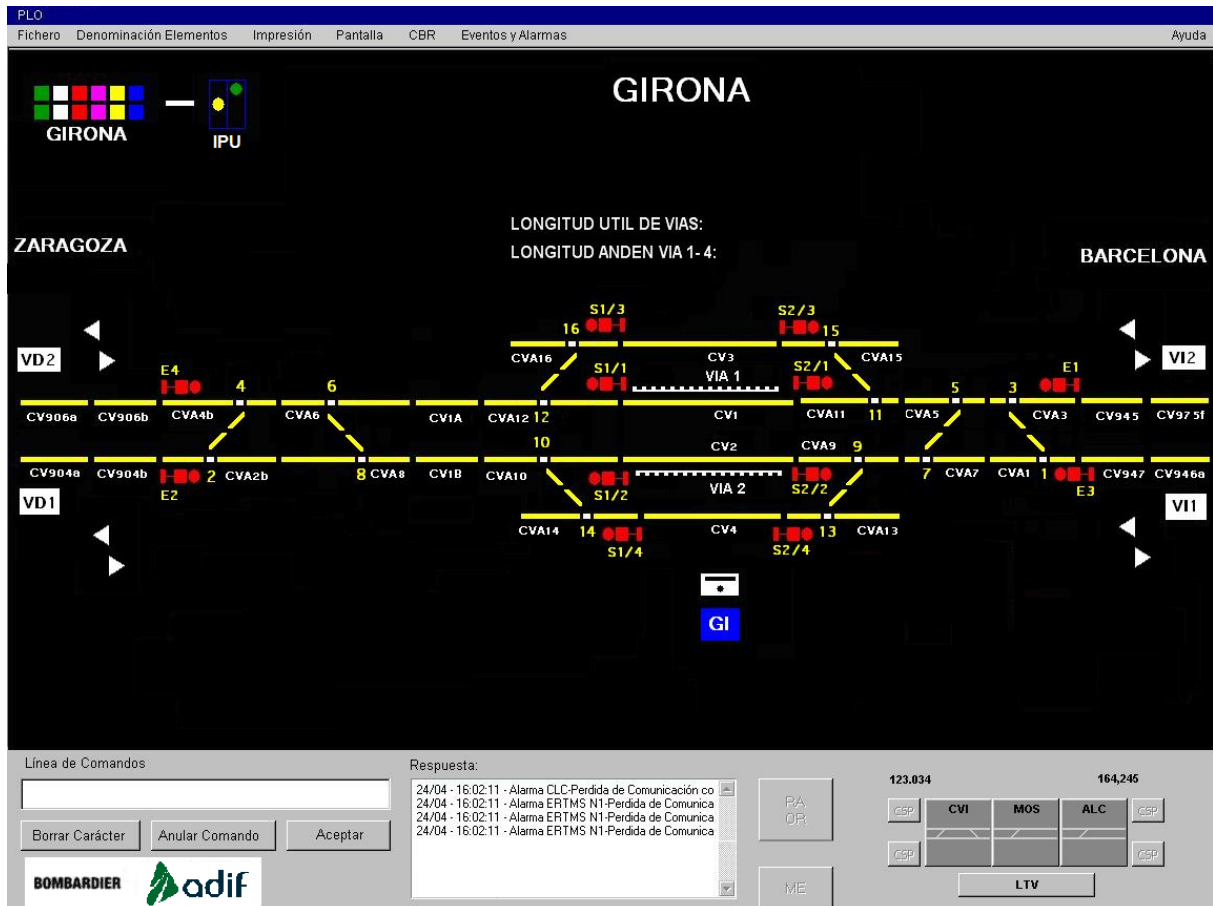 PLO
Fichero Denominación Elementos Impresión Pantalla CBR Eventos y Alarmas Ayuda
GIRONA
GIRONA
IPU
LONGITUD UTIL DE VIAS:
ZARAGOZA
LONGITUD ANDEN VIA 1- 4:
BARCELONA
S1/3 S2/3
16 15
VD2 CVA16 CV3 CVA15 VI2
E4 S1/1 VIA 1 S2/1 E1
4 6 5 3
CV906a CV906b CVA4b CVA6 CV1A CVA12 12 CV1 CVA11 11 CVA5 CVA3 CV945 CV975f
10 CV2 CVA9 9
CV904a CV904b 2 CVA2b 8 CVA8 CV1B CVA10 7 CVA7 CVA1 1 CV947 CV946a
VD1 E2 S1/2 VIA 2 S2/2 E3 VI1
CVA14 14 CV4 13 CVA13
S1/4 S2/4
GI
Línea de Comandos
Respuesta:
24/04 - 16:02:11 - Alarma CLC-Perdida de Comunicación co
24/04 - 16:02:11 - Alarma ERTMS N1-Perdida de Comunica
24/04 - 16:02:11 - Alarma ERTMS N1-Perdida de Comunica
24/04 - 16:02:11 - Alarma ERTMS N1-Perdida de Comunica
Borrar Carácter Anular Comando Aceptar
BOMBARDIER adif
PA
OR
ME
123.034 164,245
CSP CVI MOS ALC CSP
CSP CSP
LTV